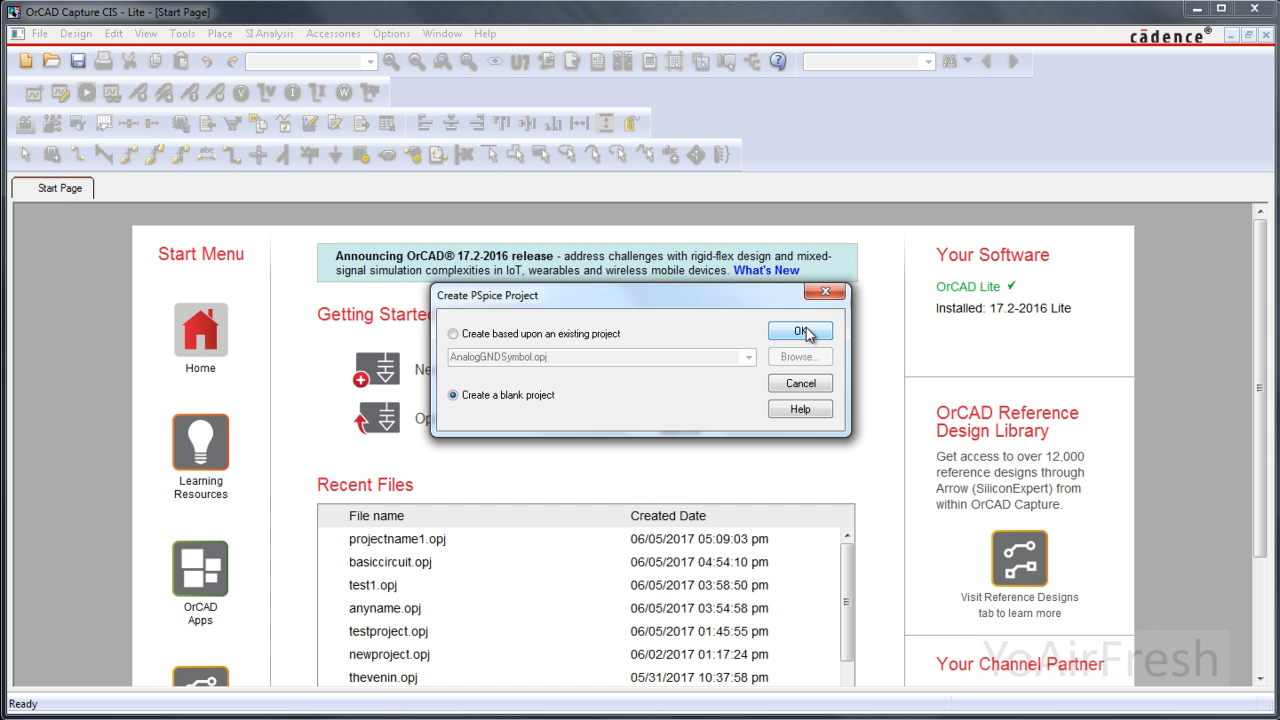 OrCAD Capture CIS - Lite - [Start Page]
File Design Edit View Tools Place SI Analysis Accessories Options Window Help
cādence®
Start Page
Start Menu
Home
Learning
Resources
OrCAD
Apps
Announcing OrCAD® 17.2-2016 release - address challenges with rigid-flex design and mixed-
signal simulation complexities in IoT, wearables and wireless mobile devices. What's New
Getting Started
Ne
Op
Create PSpice Project
Create based upon an existing project
AnalogGNDSymbol.opj
Create a blank project
OK
Browse...
Cancel
Help
Recent Files
File name Created Date
projectname1.opj 06/05/2017 05:09:03 pm
basiccircuit.opj 06/05/2017 04:54:10 pm
test1.opj 06/05/2017 03:58:50 pm
anyname.opj 06/05/2017 03:54:58 pm
testproject.opj 06/05/2017 01:45:55 pm
newproject.opj 06/02/2017 01:17:24 pm
thevenin.opj 05/31/2017 10:37:58 pm
Your Software
OrCAD Lite ✓
Installed: 17.2-2016 Lite
OrCAD Reference
Design Library
Get access to over 12,000
reference designs through
Arrow (SiliconExpert) from
within OrCAD Capture.
Visit Reference Designs
tab to learn more
Your Channel Partner
YoAirFresh
Ready